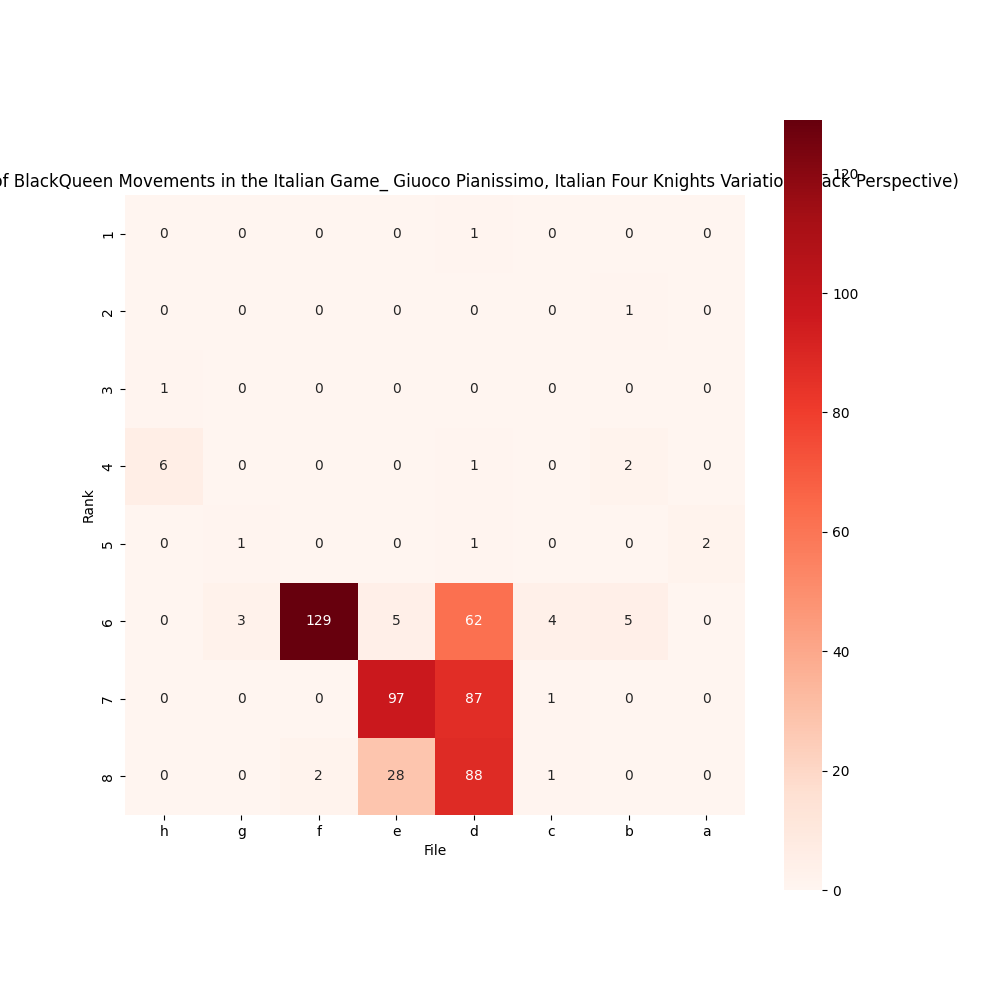 of BlackQueen Movements in the Italian Game_ Giuoco Pianissimo, Italian Four Knights Variatio ack Perspective)
120
1 0 0 0 0 1 0 0 0
2 0 0 0 0 0 0 1 0
100
3 1 0 0 0 0 0 0 0
80
4 6 0 0 0 1 0 2 0
Rank
60
5 0 1 0 0 1 0 0 2
6 0 3 129 5 62 4 5 0
40
7 0 0 0 97 87 1 0 0
20
8 0 0 2 28 88 1 0 0
h g f e d c b a
File
0